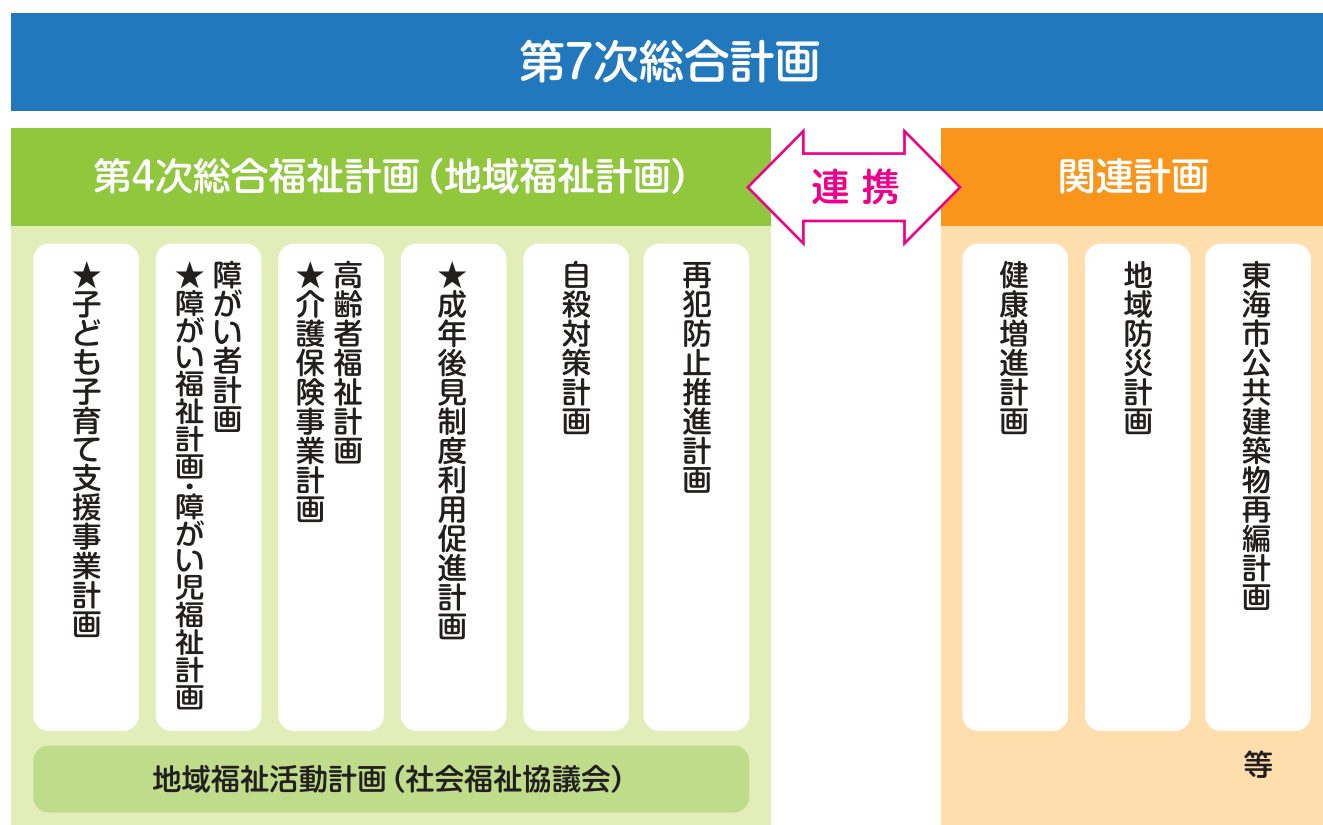 第7次総合計画
第4次総合福祉計画（地域福祉計画）
連携
関連計画
★子ども子育て支援事業計画
障がい者計画
★障がい福祉計画・障がい児福祉計画
高齢者福祉計画
★介護保険事業計画
★成年後見制度利用促進計画
自殺対策計画
再犯防止推進計画
地域福祉活動計画（社会福祉協議会）
健康増進計画
地域防災計画
東海市公共建築物再編計画
等